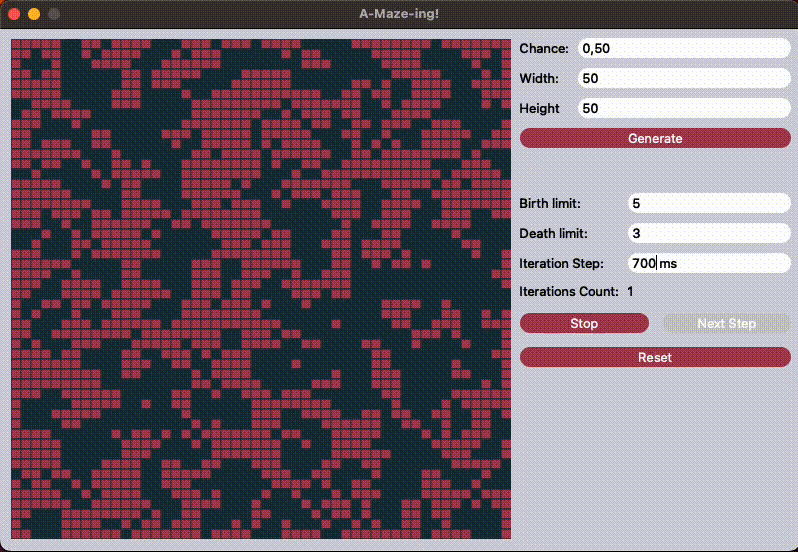 A-Maze-ing!
Chance: 0,50
Width: 50
Height 50
Generate
Birth limit: 5
Death limit: 3
Iteration Step: 700 ms
Iterations Count: 1
Stop Next Step
Reset